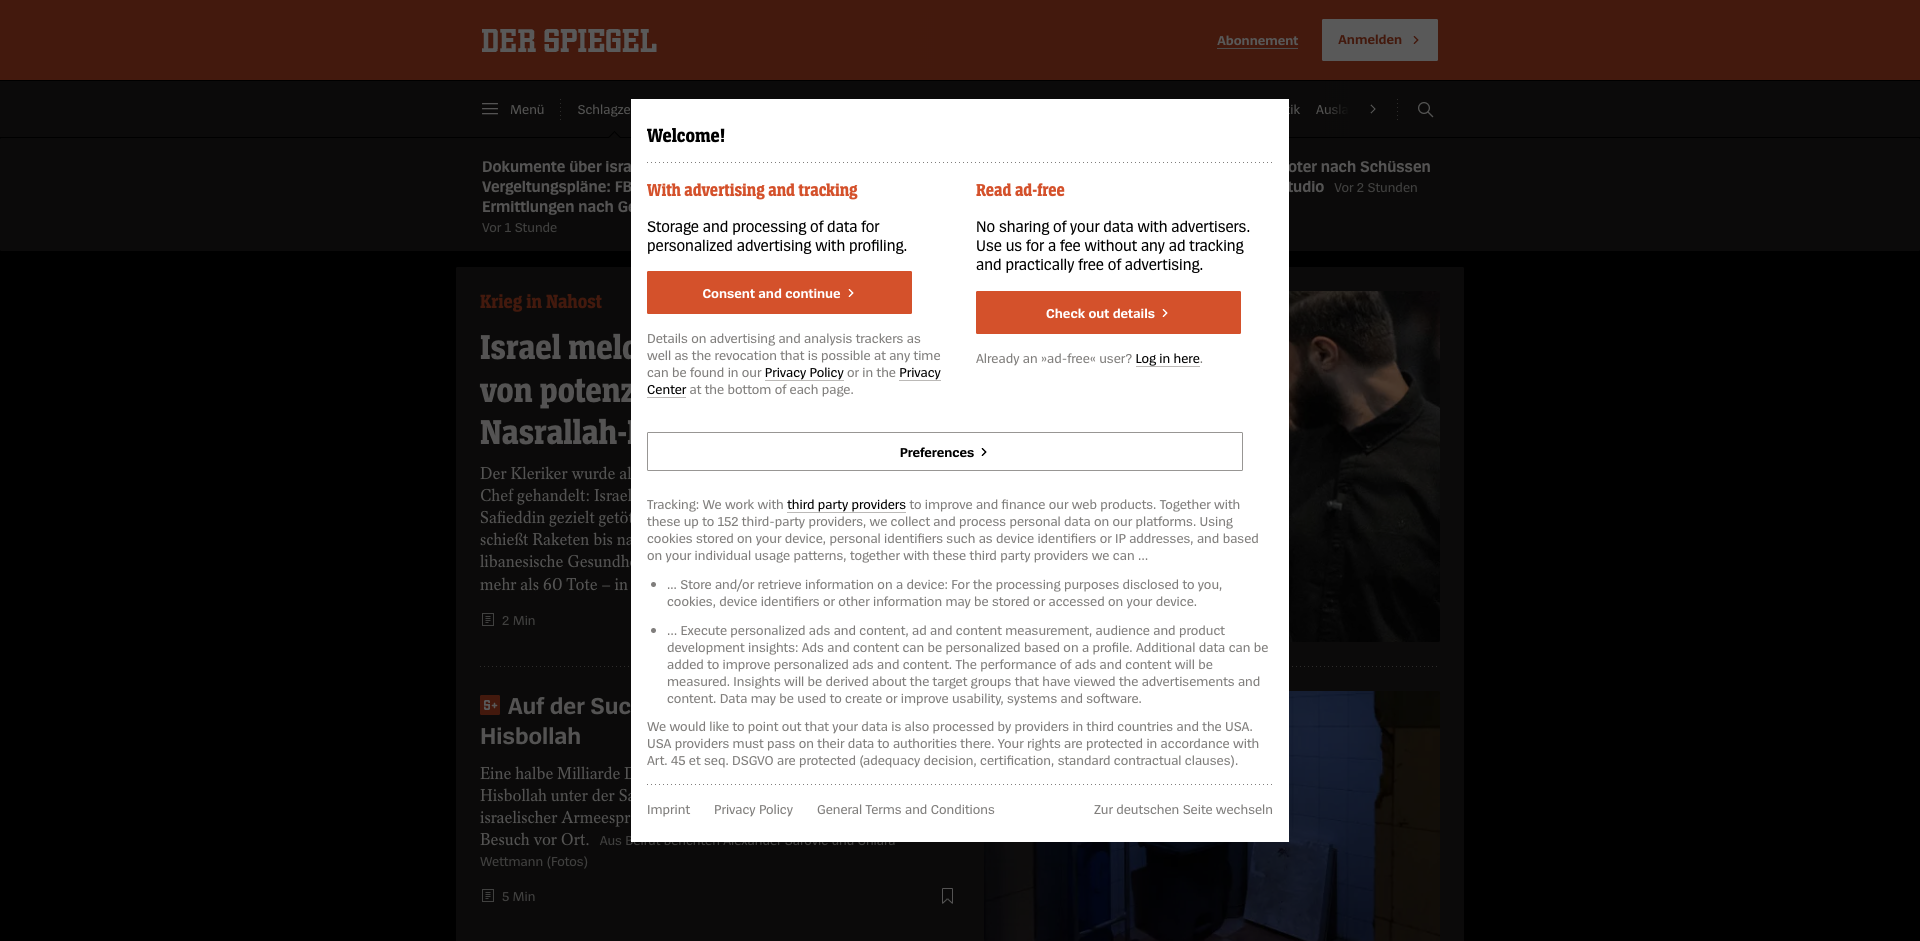 DER SPIEGEL
Abonnement
Anmelden
Menü
Dokumente über
Vergeltungspläne:
Ermittlungen nach
Vor 1 Stunde
nach Schüssen
Vor 2 Stunden
Welcome!
With advertising and tracking
Storage and processing of data for
personalized advertising with profiling.
Consent and continue
Details on advertising and analysis trackers as
well as the revocation that is possible at any time
can be found in our Privacy Policy or in the Privacy
Center at the bottom of each page.
Read ad-free
No sharing of your data with advertisers.
Use us for a fee without any ad tracking
and practically free of advertising.
Check out details
Already an »ad-free« user? Log in here.
Preferences
Tracking: We work with third party providers to improve and finance our web products. Together with
these up to 152 third-party providers, we collect and process personal data on our platforms. Using
cookies stored on your device, personal identifiers such as device identifiers or IP addresses, and based
on your individual usage patterns, together with these third party providers we can ...
... Store and/or retrieve information on a device: For the processing purposes disclosed to you,
cookies, device identifiers or other information may be stored or accessed on your device.
... Execute personalized ads and content, ad and content measurement, audience and product
development insights: Ads and content can be personalized based on a profile. Additional data can be
added to improve personalized ads and content. The performance of ads and content will be
measured. Insights will be derived about the target groups that have viewed the advertisements and
content. Data may be used to create or improve usability, systems and software.
We would like to point out that your data is also processed by providers in third countries and the USA.
USA providers must pass on their data to authorities there. Your rights are protected in accordance with
Art. 45 et seq. DSGVO are protected (adequacy decision, certification, standard contractual clauses).
Imprint
Privacy Policy
General Terms and Conditions
Zur deutschen Seite wechseln
Krieg in Nahost
Israel
von
Nasrallah-
Der Kleriker wurde
Chef gehandelt: Israel
Safieddin gezielt
schießt Raketen bis
libanesische
mehr als 60 Tote – in
2 Min
Auf der
Hisbollah
Eine halbe Milliarde
Hisbollah unter der
israelischer
Besuch vor Ort. Aus Beirut berichten Alexander Sarovic und Chiara
Wettmann (Fotos)
5 Min